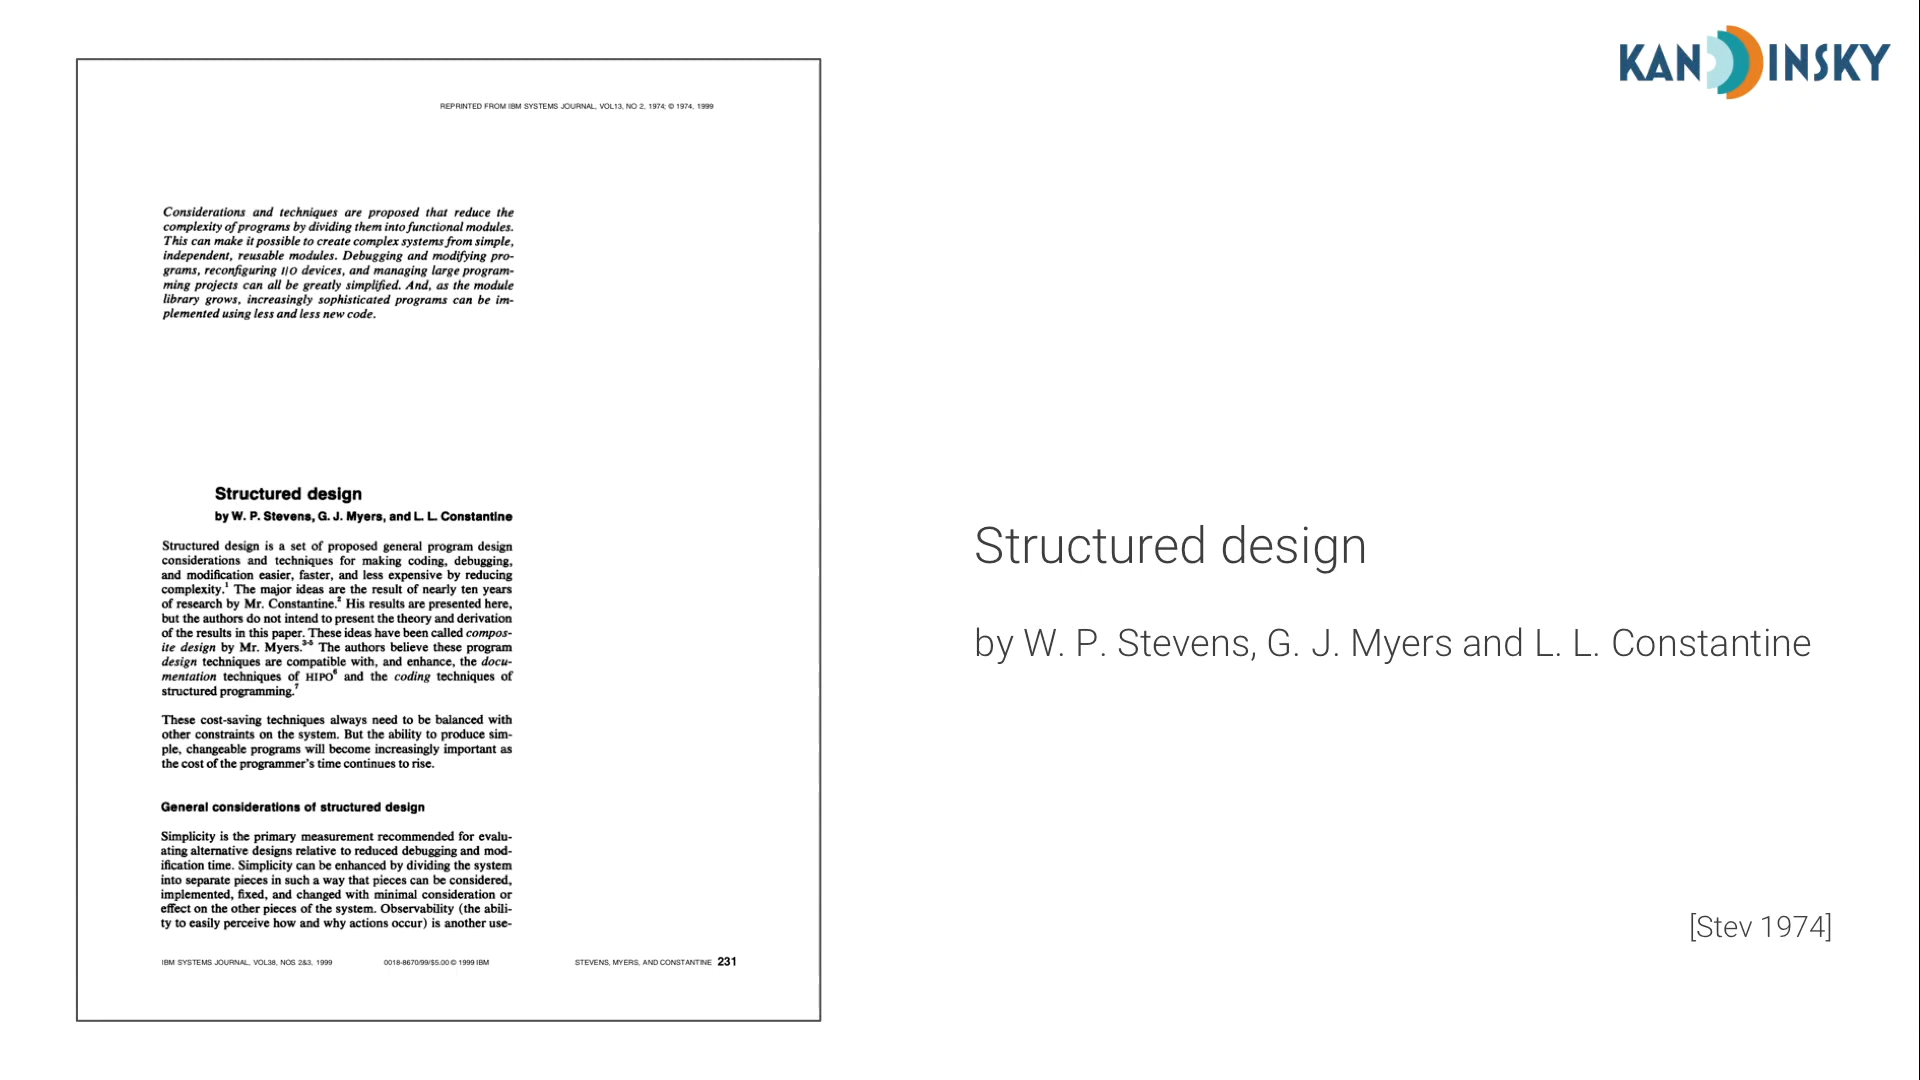 REPRINTED FROM IBM SYSTEMS JOURNAL, VOL13, NO 2, 1974; © 1974, 1999
Considerations and techniques are proposed that reduce the
complexity of programs by dividing them into functional modules.
This can make it possible to create complex systems from simple,
independent, reusable modules. Debugging and modifying pro-
grams, reconfiguring I/O devices, and managing large program-
ming projects can all be greatly simplified. And, as the module
library grows, increasingly sophisticated programs can be im-
plemented using less and less new code.
Structured design
by W. P. Stevens, G. J. Myers, and L. L. Constantine
Structured design is a set of proposed general program design
considerations and techniques for making coding, debugging,
and modification easier, faster, and less expensive by reducing
complexity.¹ The major ideas are the result of nearly ten years
of research by Mr. Constantine.² His results are presented here,
but the authors do not intend to present the theory and derivation
of the results in this paper. These ideas have been called compos-
ite design by Mr. Myers.³⁻⁵ The authors believe these program
design techniques are compatible with, and enhance, the docu-
mentation techniques of HIPO⁶ and the coding techniques of
structured programming.⁷
These cost-saving techniques always need to be balanced with
other constraints on the system. But the ability to produce sim-
ple, changeable programs will become increasingly important as
the cost of the programmer's time continues to rise.
General considerations of structured design
Simplicity is the primary measurement recommended for evalu-
ating alternative designs relative to reduced debugging and mod-
ification time. Simplicity can be enhanced by dividing the system
into separate pieces in such a way that pieces can be considered,
implemented, fixed, and changed with minimal consideration or
effect on the other pieces of the system. Observability (the abili-
ty to easily perceive how and why actions occur) is another use-
IBM SYSTEMS JOURNAL, VOL38, NOS 2&3, 1999 0018-8670/99/$5.00 © 1999 IBM STEVENS, MYERS, AND CONSTANTINE 231
KANDINSKY
Structured design
by W. P. Stevens, G. J. Myers and L. L. Constantine
[Stev 1974]